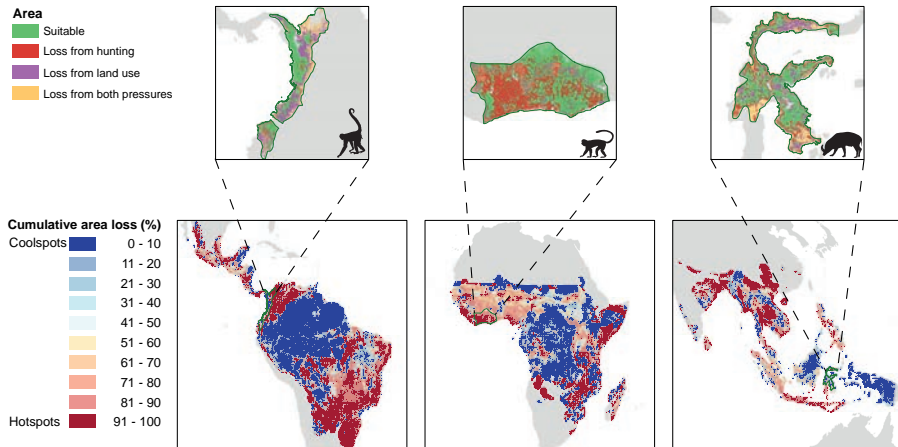 Area
Suitable
Loss from hunting
Loss from land use
Loss from both pressures
Cumulative area loss (%)
Coolspots 0 - 10
11 - 20
21 - 30
31 - 40
41 - 50
51 - 60
61 - 70
71 - 80
81 - 90
Hotspots 91 - 100